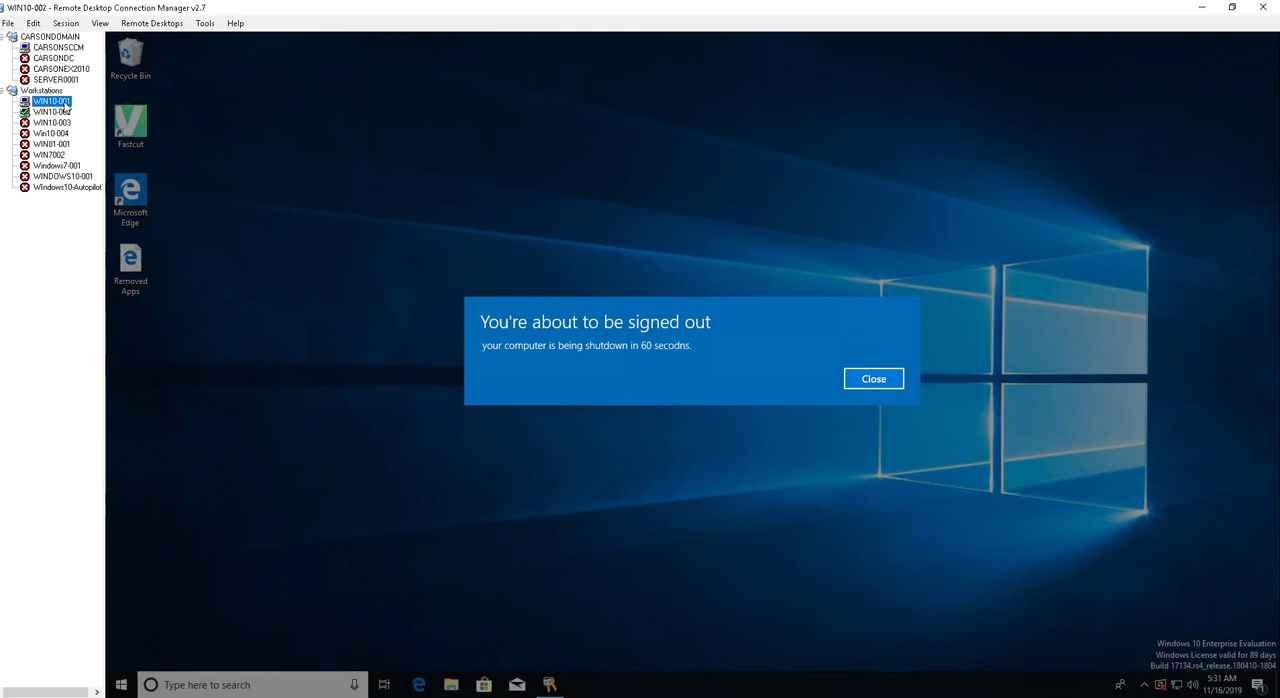 WIN10-002 - Remote Desktop Connection Manager v2.7
File Edit Session View Remote Desktops Tools Help
CARSONDOMAIN
CARSONSCCM
CARSONDC
CARSONEX2010
SERVER0001
Workstations
WIN10-001
WIN10-002
WIN10-003
Win10-004
WIN81-001
WIN7002
Windows7-001
WINDOWS10-001
Windows10-Autopilot
Recycle Bin
Fastcut
Microsoft
Edge
Removed
Apps
You're about to be signed out
your computer is being shutdown in 60 secodns.
Close
Windows 10 Enterprise Evaluation
Windows License valid for 89 days
Build 17134.rs4_release.180410-1804
Type here to search
5:31 AM
11/16/2019